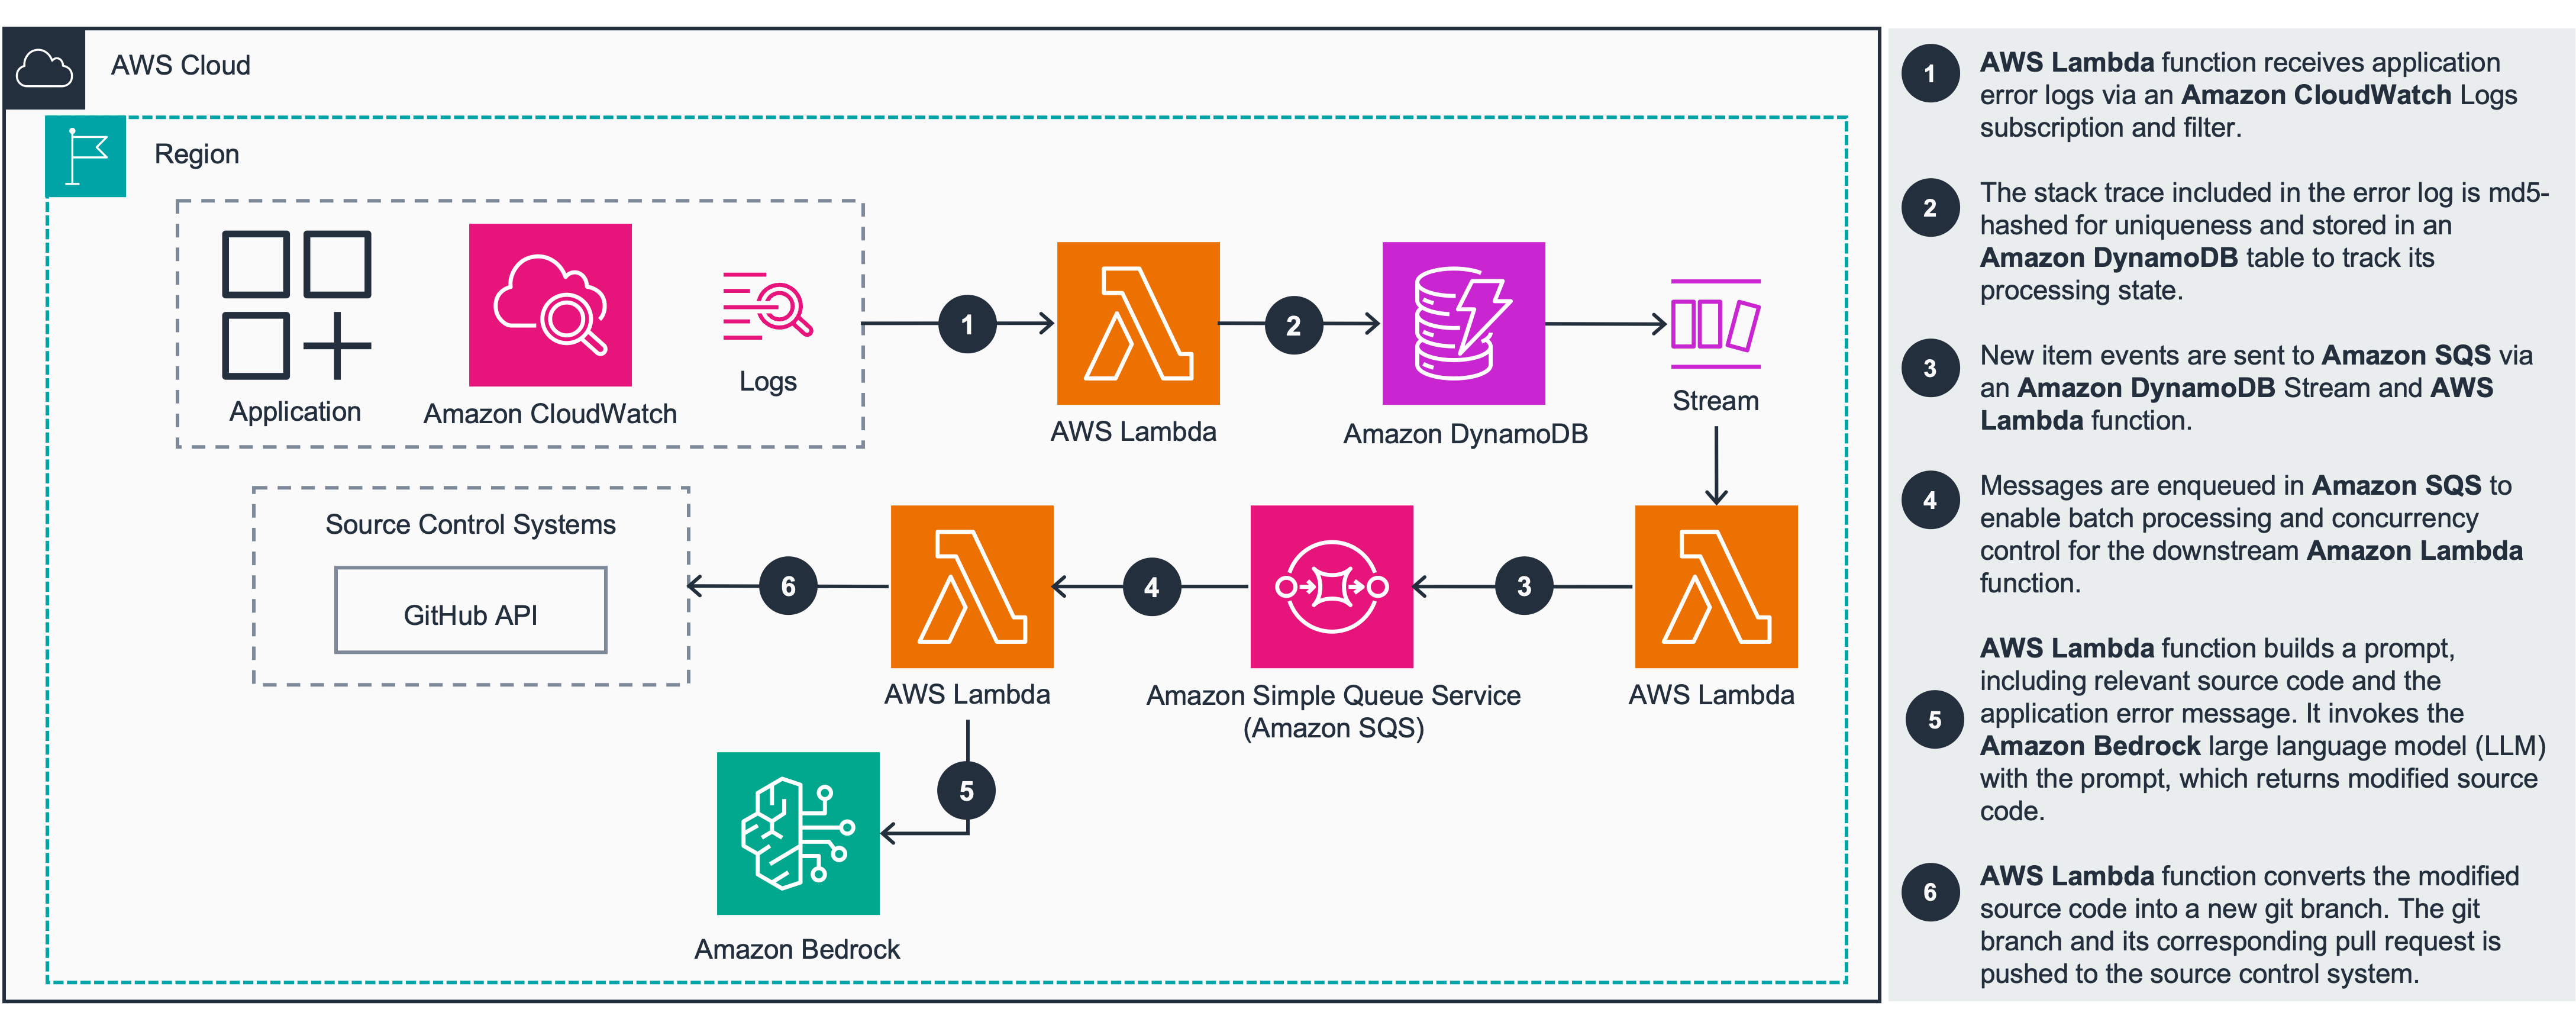 AWS Cloud
Region
Application
Amazon CloudWatch
Logs
1
AWS Lambda
2
Amazon DynamoDB
Stream
Source Control Systems
GitHub API
6
AWS Lambda
4
Amazon Simple Queue Service
(Amazon SQS)
3
AWS Lambda
5
Amazon Bedrock
1
AWS Lambda function receives application
error logs via an Amazon CloudWatch Logs
subscription and filter.
2
The stack trace included in the error log is md5-
hashed for uniqueness and stored in an
Amazon DynamoDB table to track its
processing state.
3
New item events are sent to Amazon SQS via
an Amazon DynamoDB Stream and AWS
Lambda function.
4
Messages are enqueued in Amazon SQS to
enable batch processing and concurrency
control for the downstream Amazon Lambda
function.
5
AWS Lambda function builds a prompt,
including relevant source code and the
application error message. It invokes the
Amazon Bedrock large language model (LLM)
with the prompt, which returns modified source
code.
6
AWS Lambda function converts the modified
source code into a new git branch. The git
branch and its corresponding pull request is
pushed to the source control system.